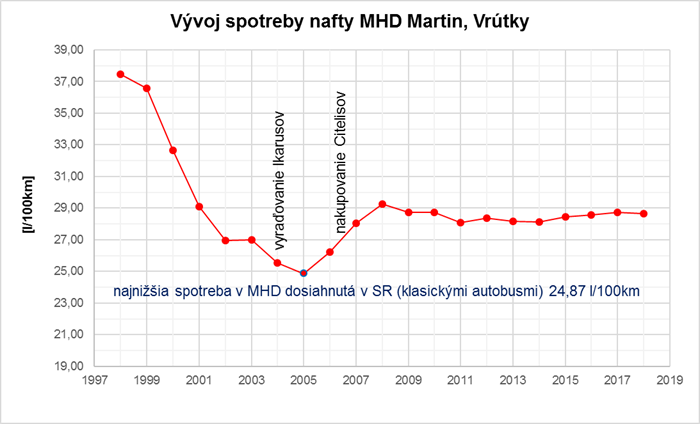 Vývoj spotreby nafty MHD Martin, Vrútky
39,00
37,00
35,00
33,00
31,00
29,00
27,00
25,00
23,00
21,00
19,00
[l/100km]
vyraďovanie Ikarusov
nakupovanie Citelisov
najnižšia spotreba v MHD dosiahnutá v SR (klasickými autobusmi) 24,87 l/100km
1997 1999 2001 2003 2005 2007 2009 2011 2013 2015 2017 2019